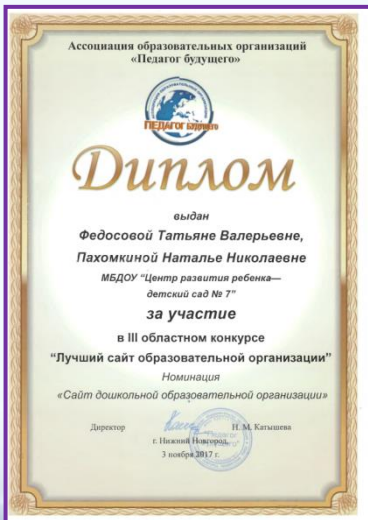 Ассоциация образовательных организаций
«Педагог будущего»
ПЕДАГОГ БУДУЩЕГО
Диплом
выдан
Федосовой Татьяне Валерьевне,
Пахомкиной Наталье Николаевне
МБДОУ “Центр развития ребенка—
детский сад № 7”
за участие
в III областном конкурсе
“Лучший сайт образовательной организации”
Номинация
«Сайт дошкольной образовательной организации»
Директор Н. М. Катышева
г. Нижний Новгород,
3 ноября 2017 г.